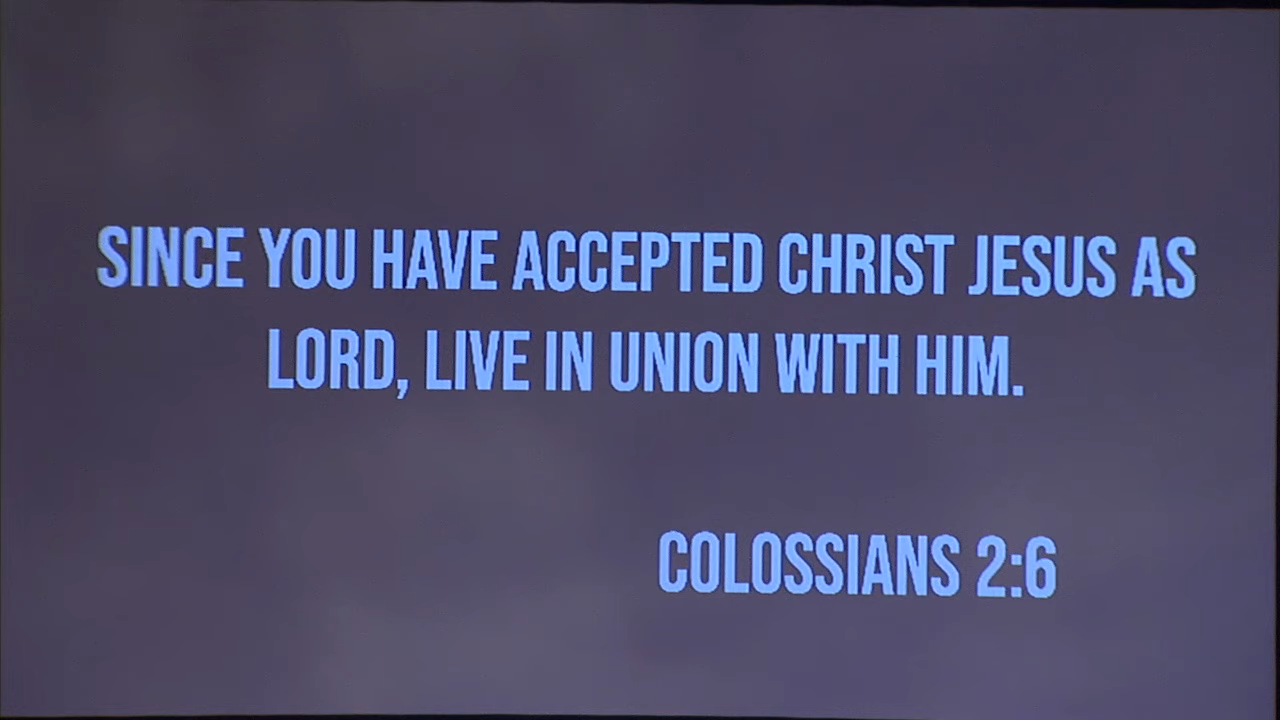 SINCE YOU HAVE ACCEPTED CHRIST JESUS AS
LORD, LIVE IN UNION WITH HIM.
COLOSSIANS 2:6